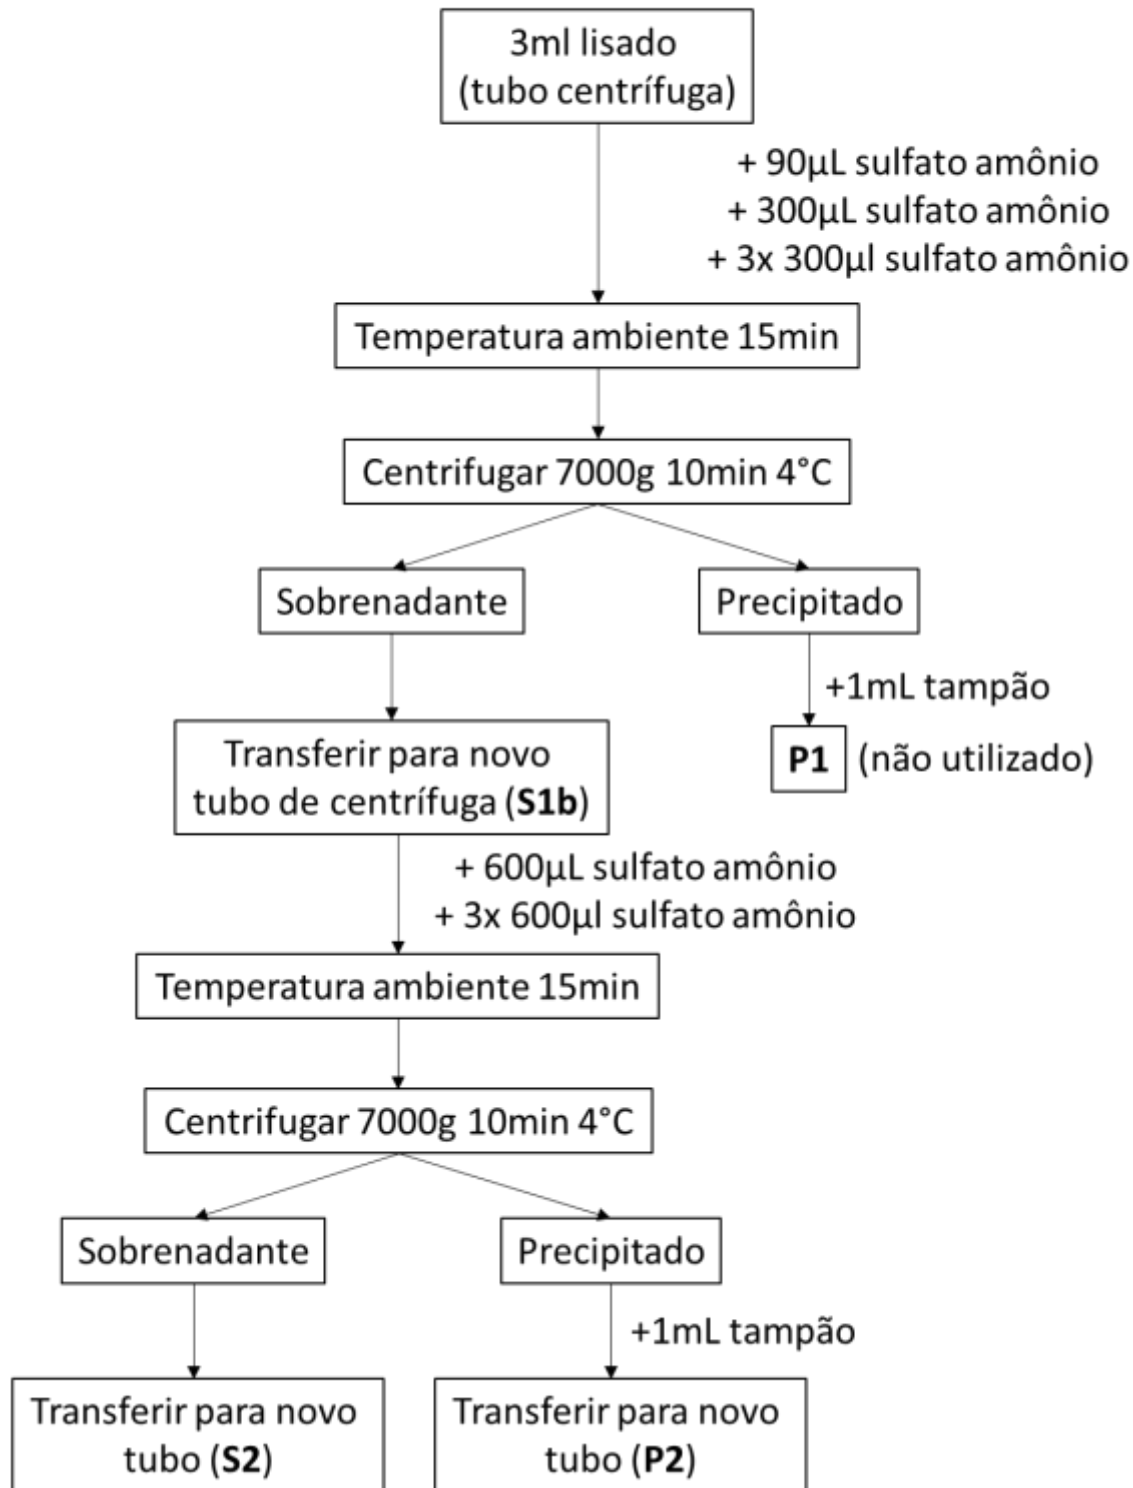 3ml lisado
(tubo centrífuga)
+ 90µL sulfato amônio
+ 300µL sulfato amônio
+ 3x 300µl sulfato amônio
Temperatura ambiente 15min
Centrifugar 7000g 10min 4°C
Sobrenadante
Precipitado
+1mL tampão
Transferir para novo
tubo de centrífuga (S1b)
P1 (não utilizado)
+ 600µL sulfato amônio
+ 3x 600µl sulfato amônio
Temperatura ambiente 15min
Centrifugar 7000g 10min 4°C
Sobrenadante
Precipitado
+1mL tampão
Transferir para novo
tubo (S2)
Transferir para novo
tubo (P2)